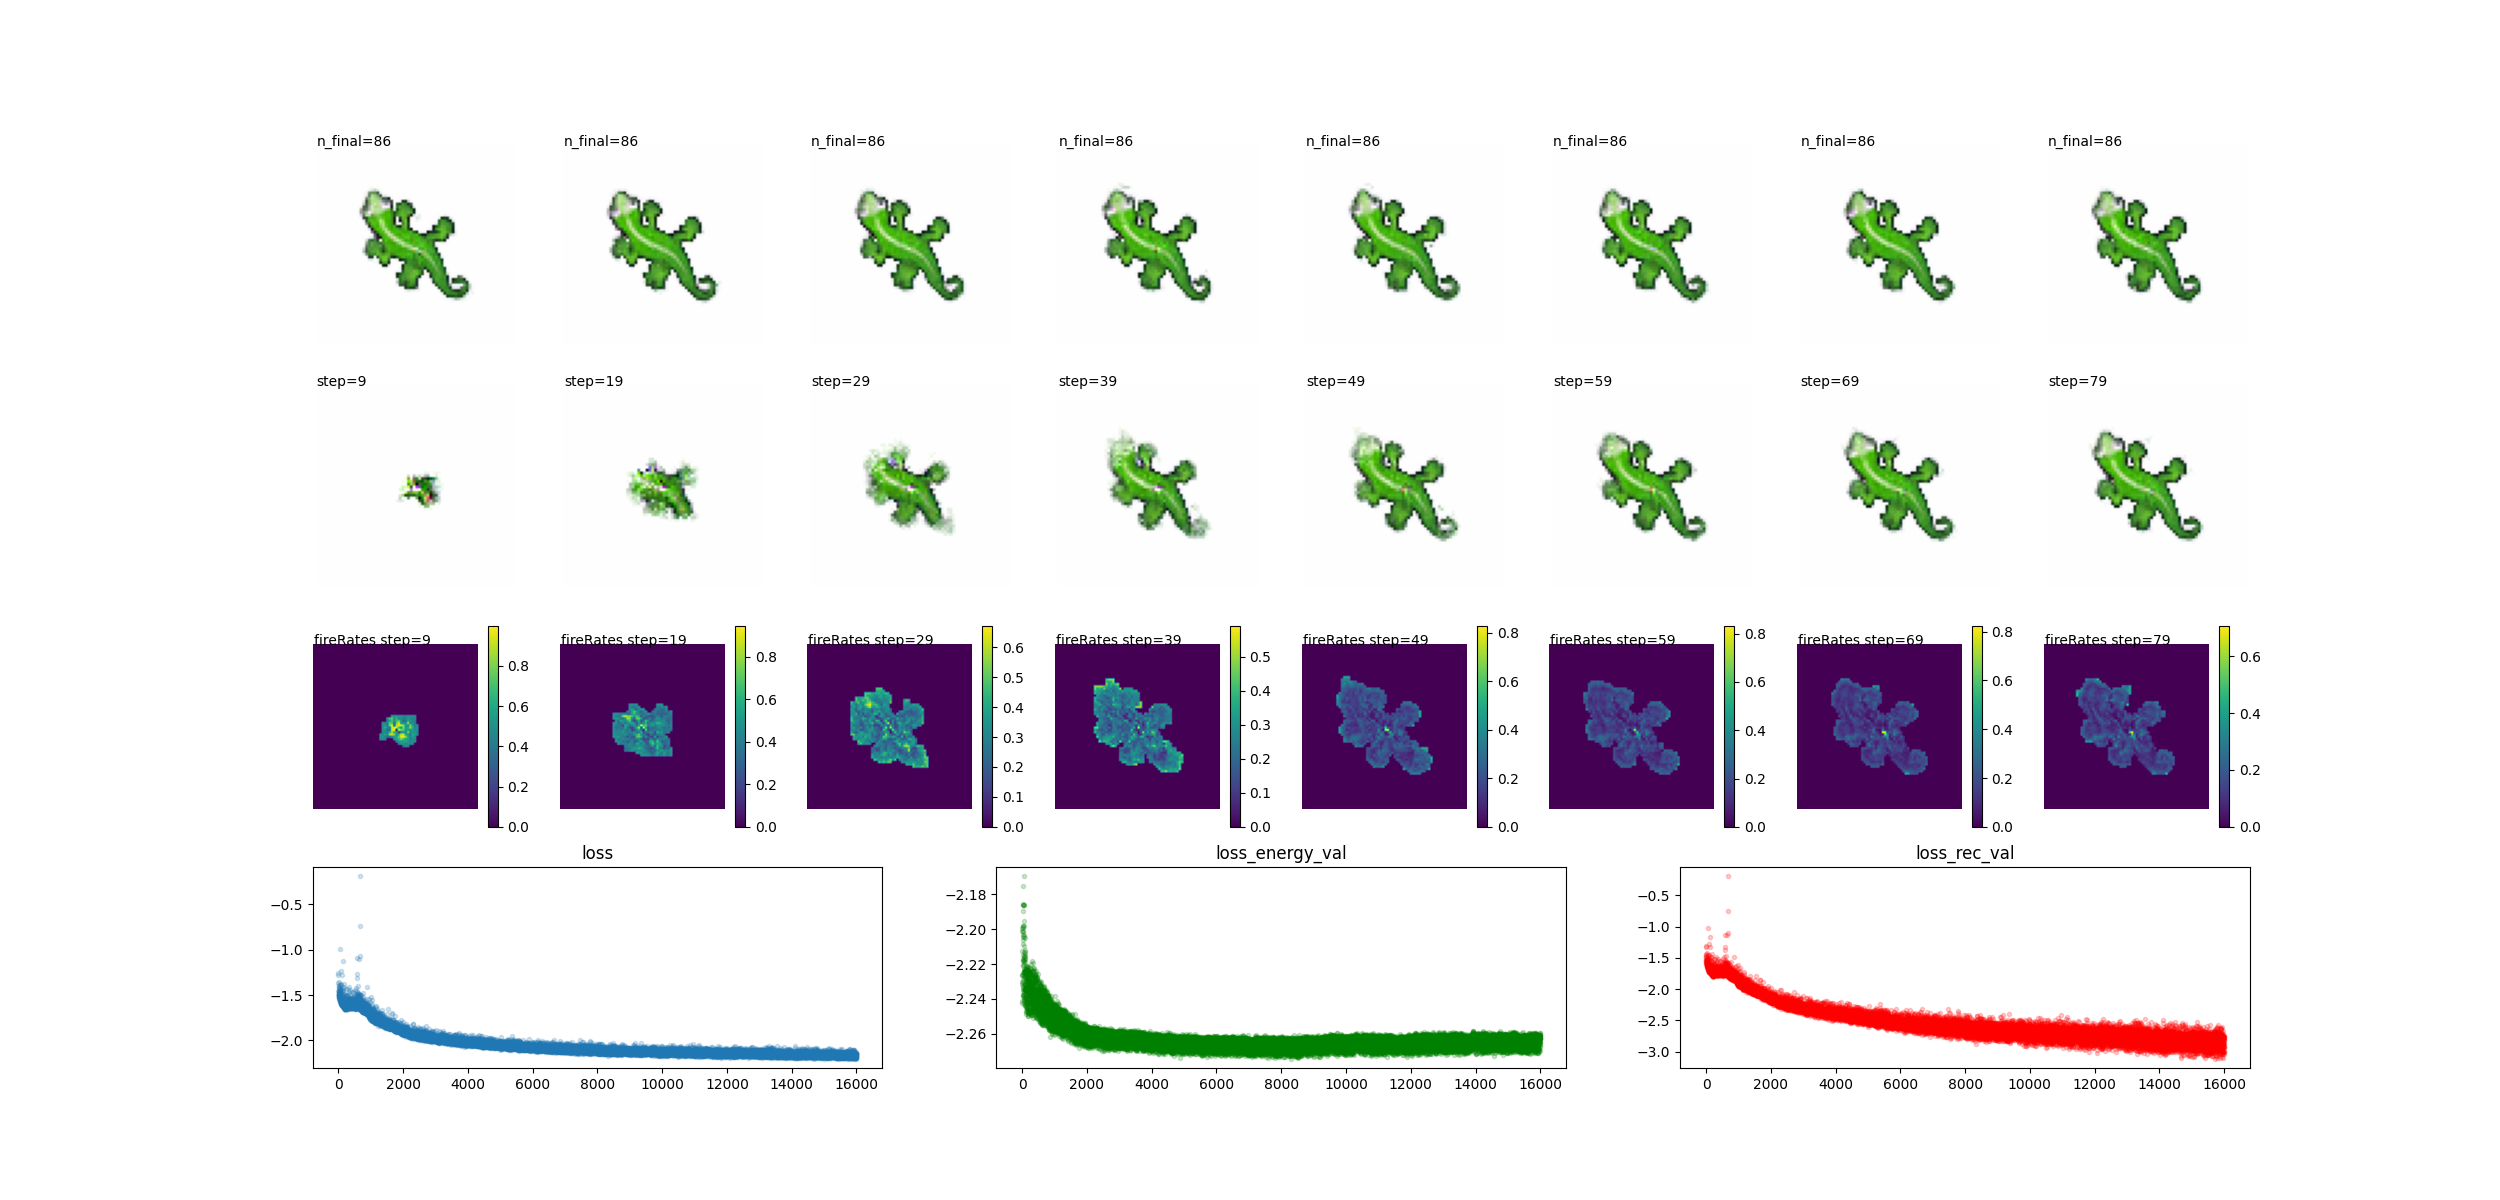 n_final=86 n_final=86 n_final=86 n_final=86 n_final=86 n_final=86 n_final=86 n_final=86
step=9 step=19 step=29 step=39 step=49 step=59 step=69 step=79
fireRates step=9 fireRates step=19 fireRates step=29 fireRates step=39 fireRates step=49 fireRates step=59 fireRates step=69 fireRates step=79
0.8 0.6 0.4 0.2 0.0
0.8 0.6 0.4 0.2 0.0
0.6 0.5 0.4 0.3 0.2 0.1 0.0
0.5 0.4 0.3 0.2 0.1 0.0
0.8 0.6 0.4 0.2 0.0
0.8 0.6 0.4 0.2 0.0
0.8 0.6 0.4 0.2 0.0
0.6 0.4 0.2 0.0
loss
−0.5
−1.0
−1.5
−2.0
0 2000 4000 6000 8000 10000 12000 14000 16000
loss_energy_val
−2.18
−2.20
−2.22
−2.24
−2.26
0 2000 4000 6000 8000 10000 12000 14000 16000
loss_rec_val
−0.5
−1.0
−1.5
−2.0
−2.5
−3.0
0 2000 4000 6000 8000 10000 12000 14000 16000